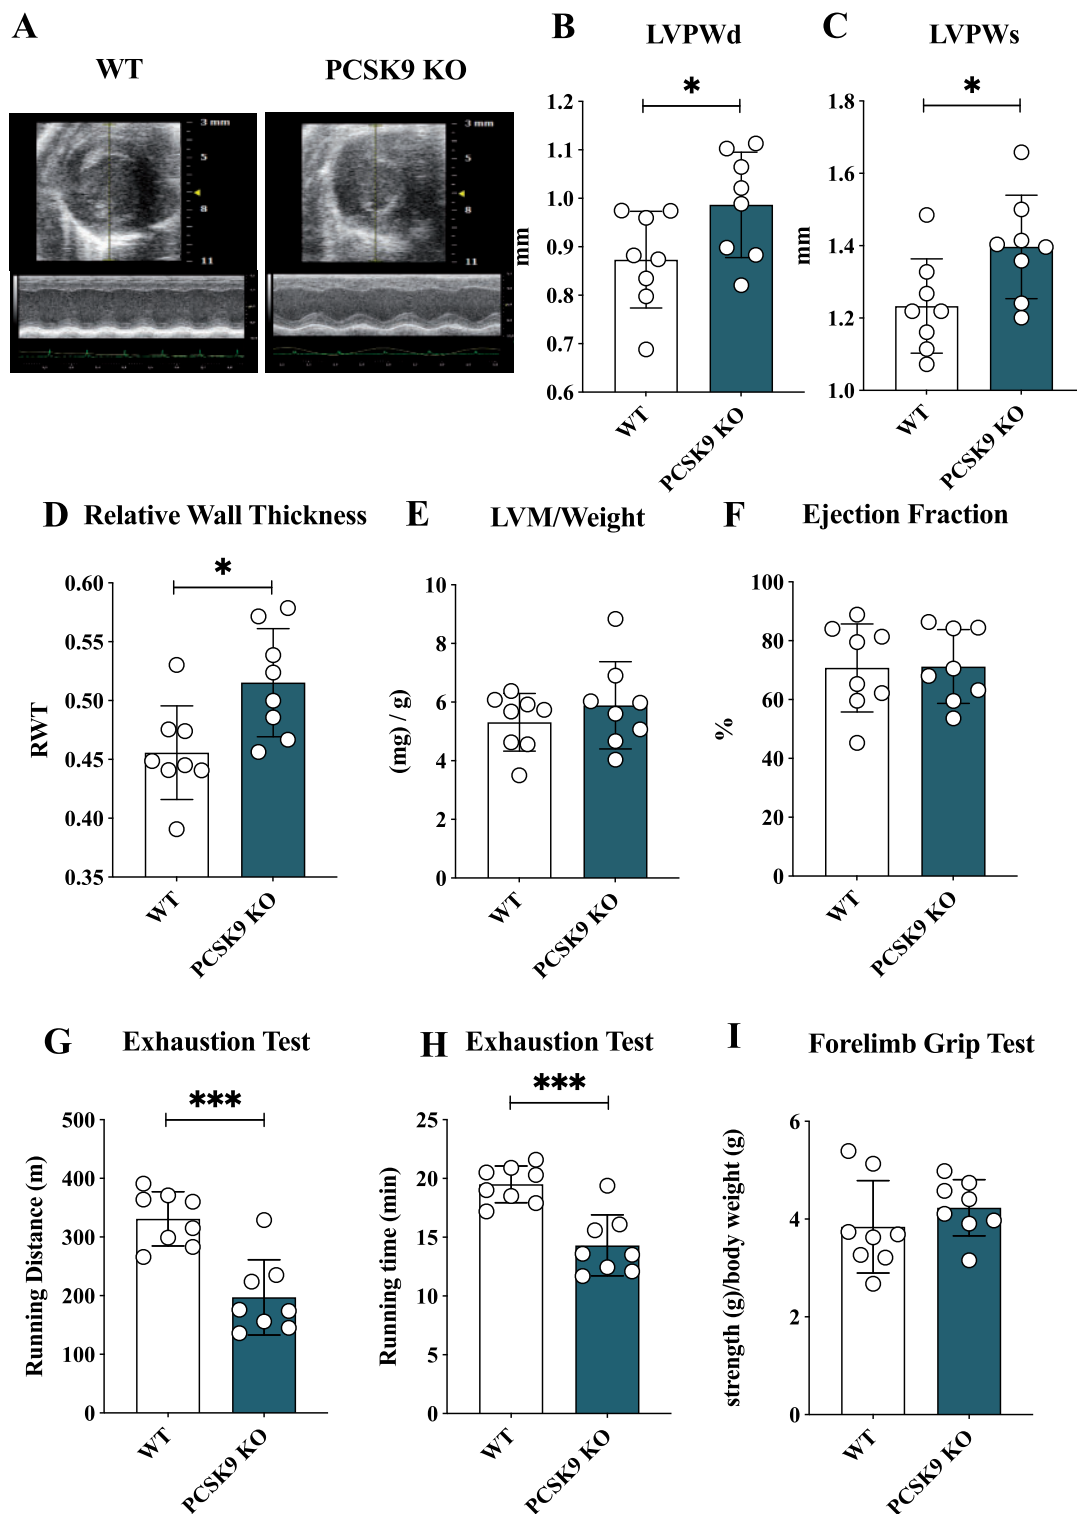 A
WT
PCSK9 KO
3 mm
5
8
11
3 mm
5
8
11
B
LVPWd
*
mm
1.2
1.1
1.0
0.9
0.8
0.7
0.6
WT
PCSK9 KO
C
LVPWs
*
mm
1.8
1.6
1.4
1.2
1.0
WT
PCSK9 KO
D
Relative Wall Thickness
*
RWT
0.60
0.55
0.50
0.45
0.40
0.35
WT
PCSK9 KO
E
LVM/Weight
(mg) / g
10
8
6
4
2
0
WT
PCSK9 KO
F
Ejection Fraction
%
100
80
60
40
20
0
WT
PCSK9 KO
G
Exhaustion Test
***
Running Distance (m)
500
400
300
200
100
0
WT
PCSK9 KO
H
Exhaustion Test
***
Running time (min)
25
20
15
10
5
0
WT
PCSK9 KO
I
Forelimb Grip Test
strength (g)/body weight (g)
6
4
2
0
WT
PCSK9 KO